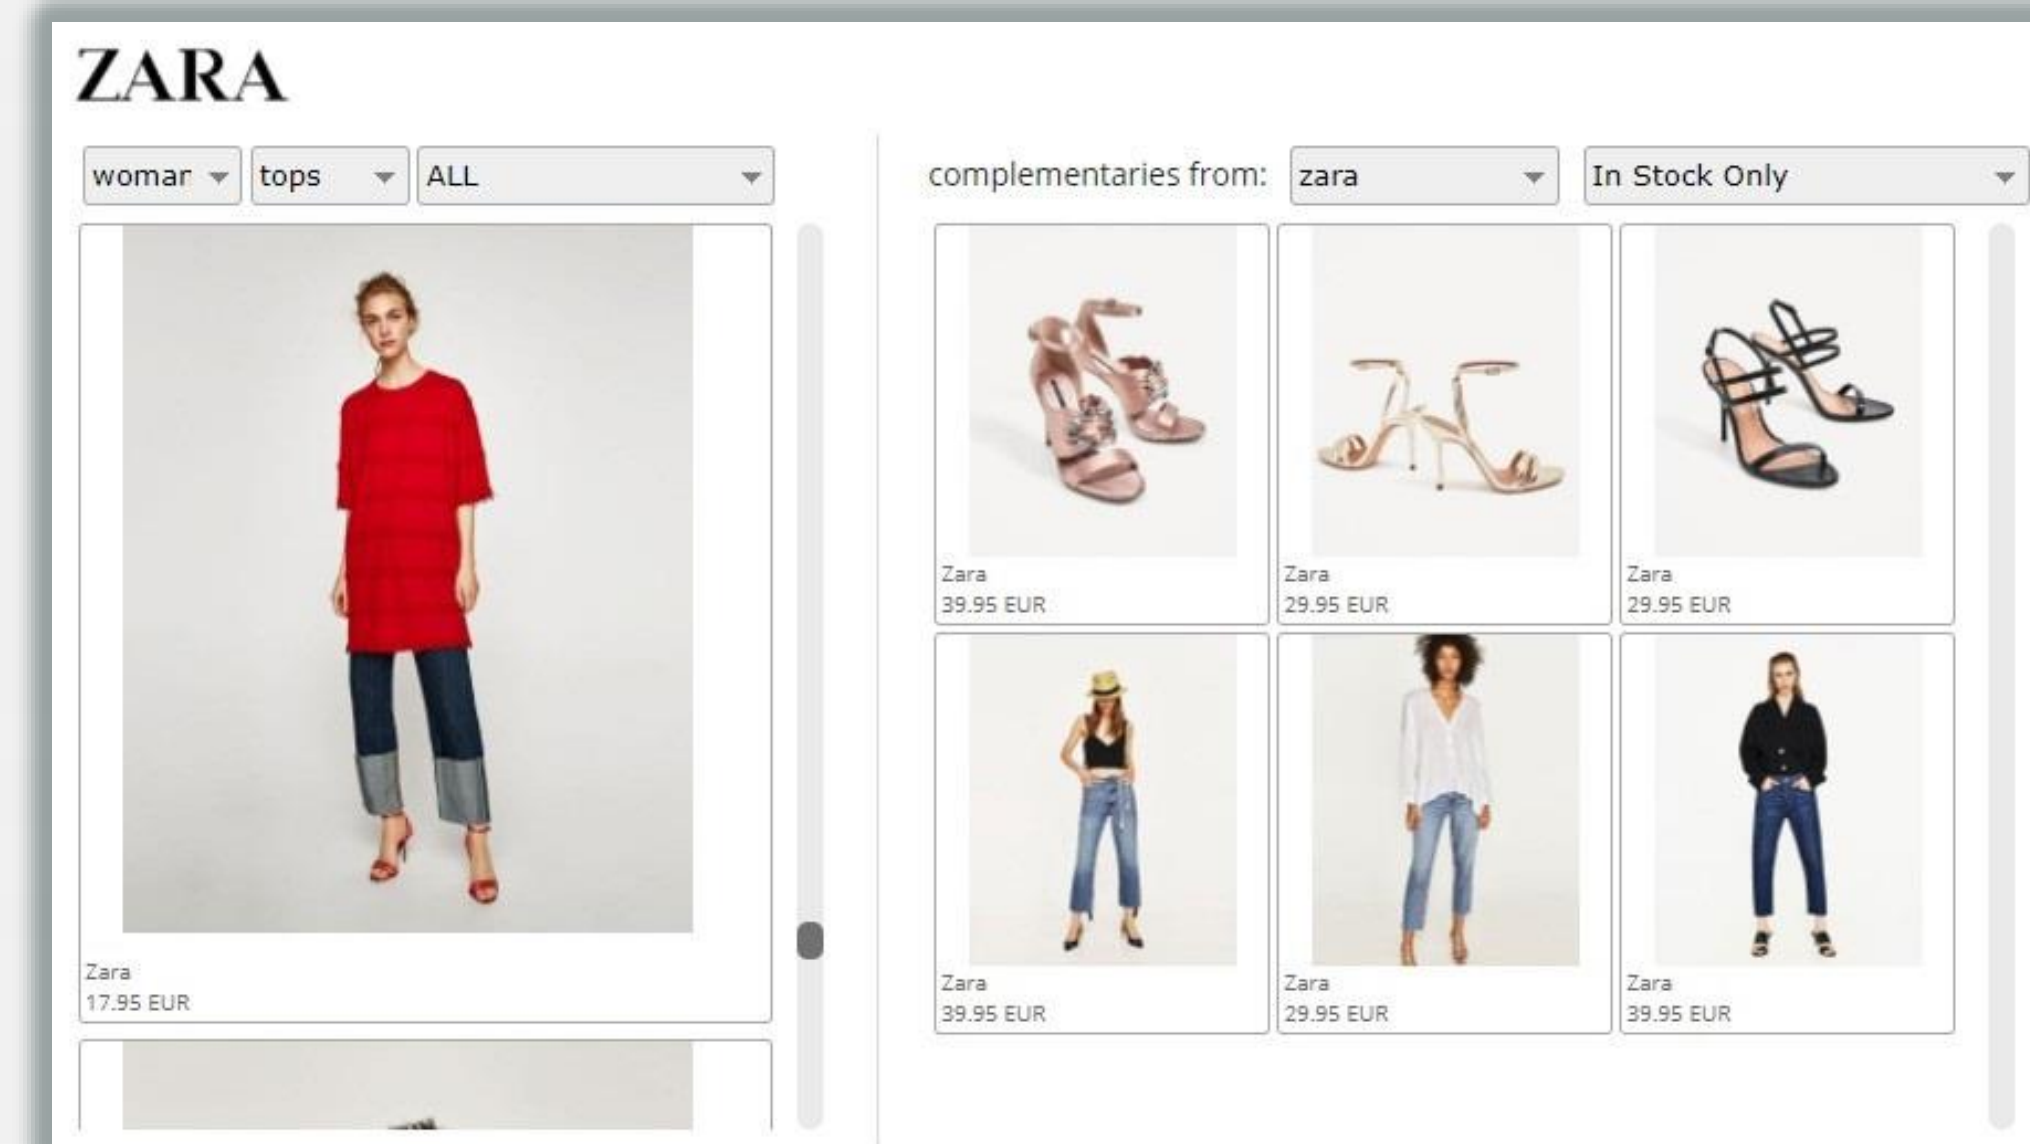 ZARA
woman
tops
ALL
Zara
17.95 EUR
complementaries from:
zara
In Stock Only
Zara
39.95 EUR
Zara
29.95 EUR
Zara
29.95 EUR
Zara
39.95 EUR
Zara
29.95 EUR
Zara
39.95 EUR